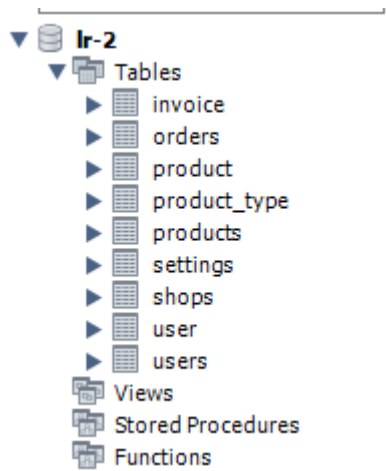 lr-2
Tables
invoice
orders
product
product_type
products
settings
shops
user
users
Views
Stored Procedures
Functions